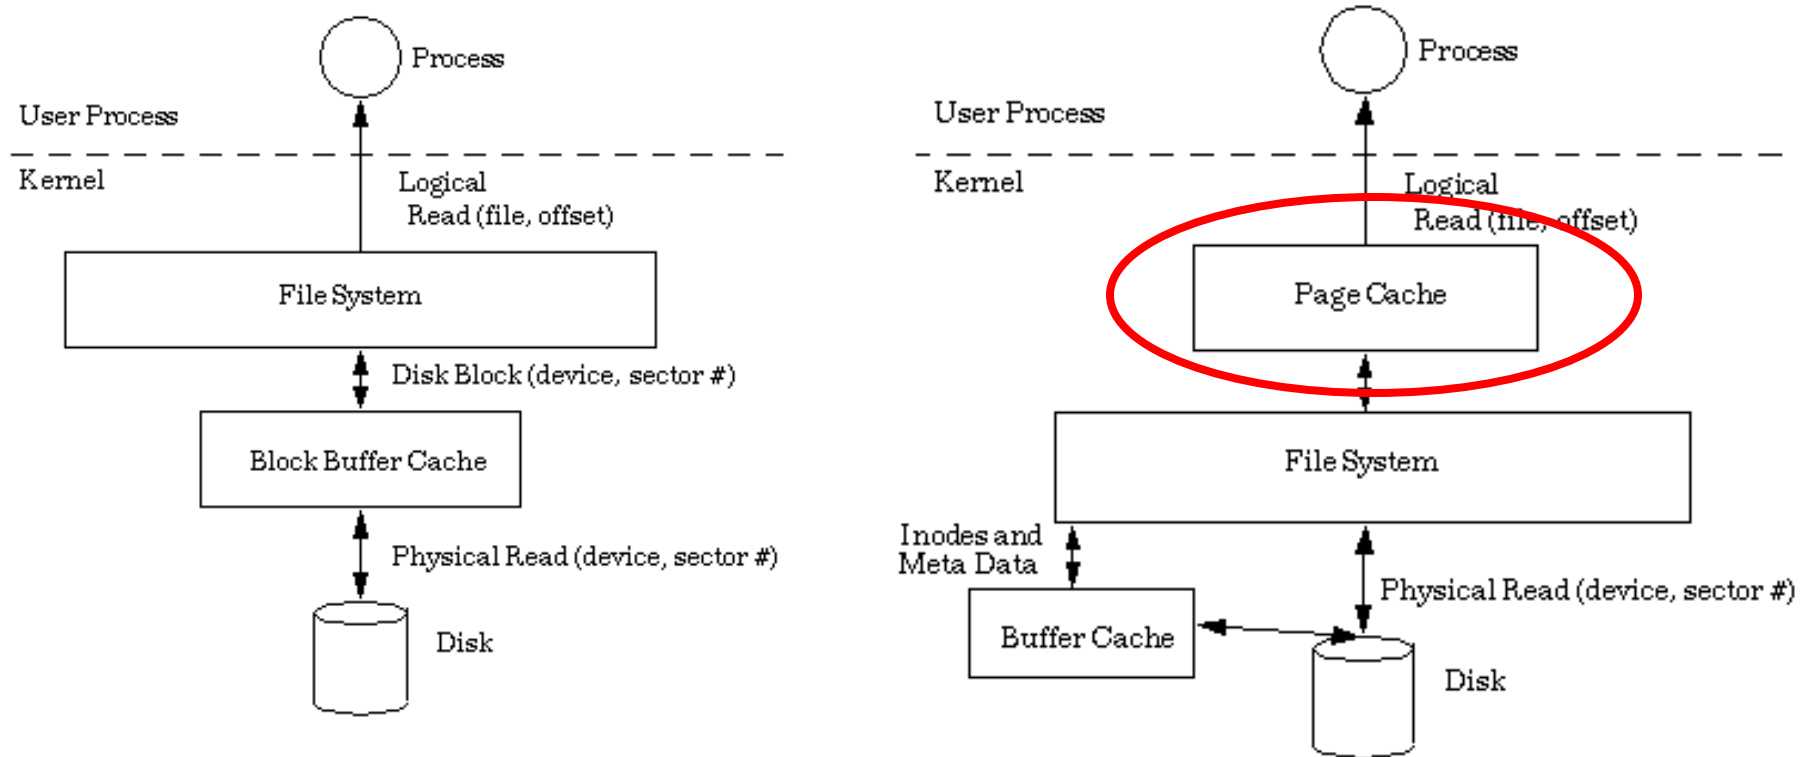 Process
User Process
Kernel
Logical
Read (file, offset)
File System
Disk Block (device, sector #)
Block Buffer Cache
Physical Read (device, sector #)
Disk
Process
User Process
Kernel
Logical
Read (file, offset)
Page Cache
File System
Inodes and
Meta Data
Physical Read (device, sector #)
Buffer Cache
Disk